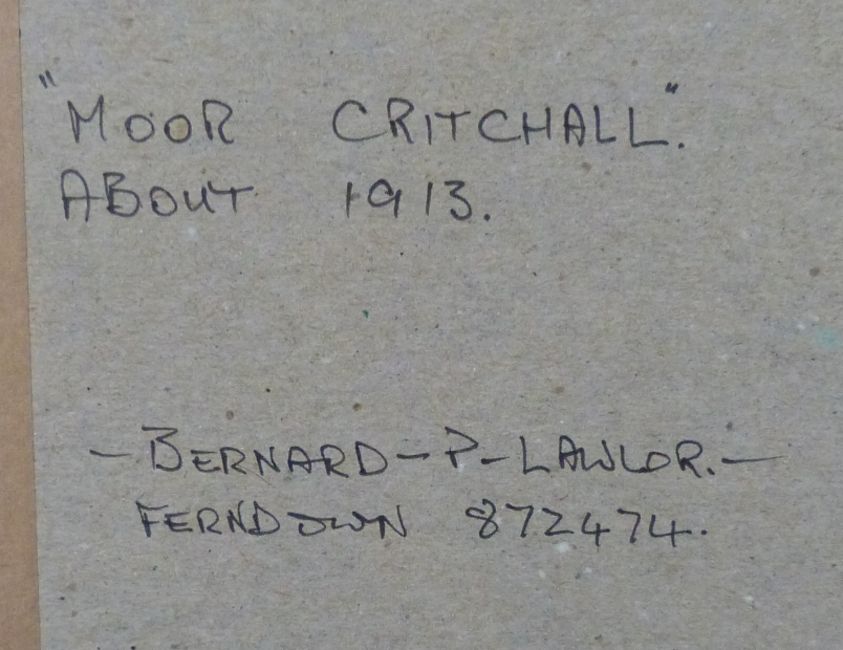 "MOOR CRITCHALL".
ABOUT 1913.
- BERNARD - P - LAWLOR. -
FERNDOWN 872474.